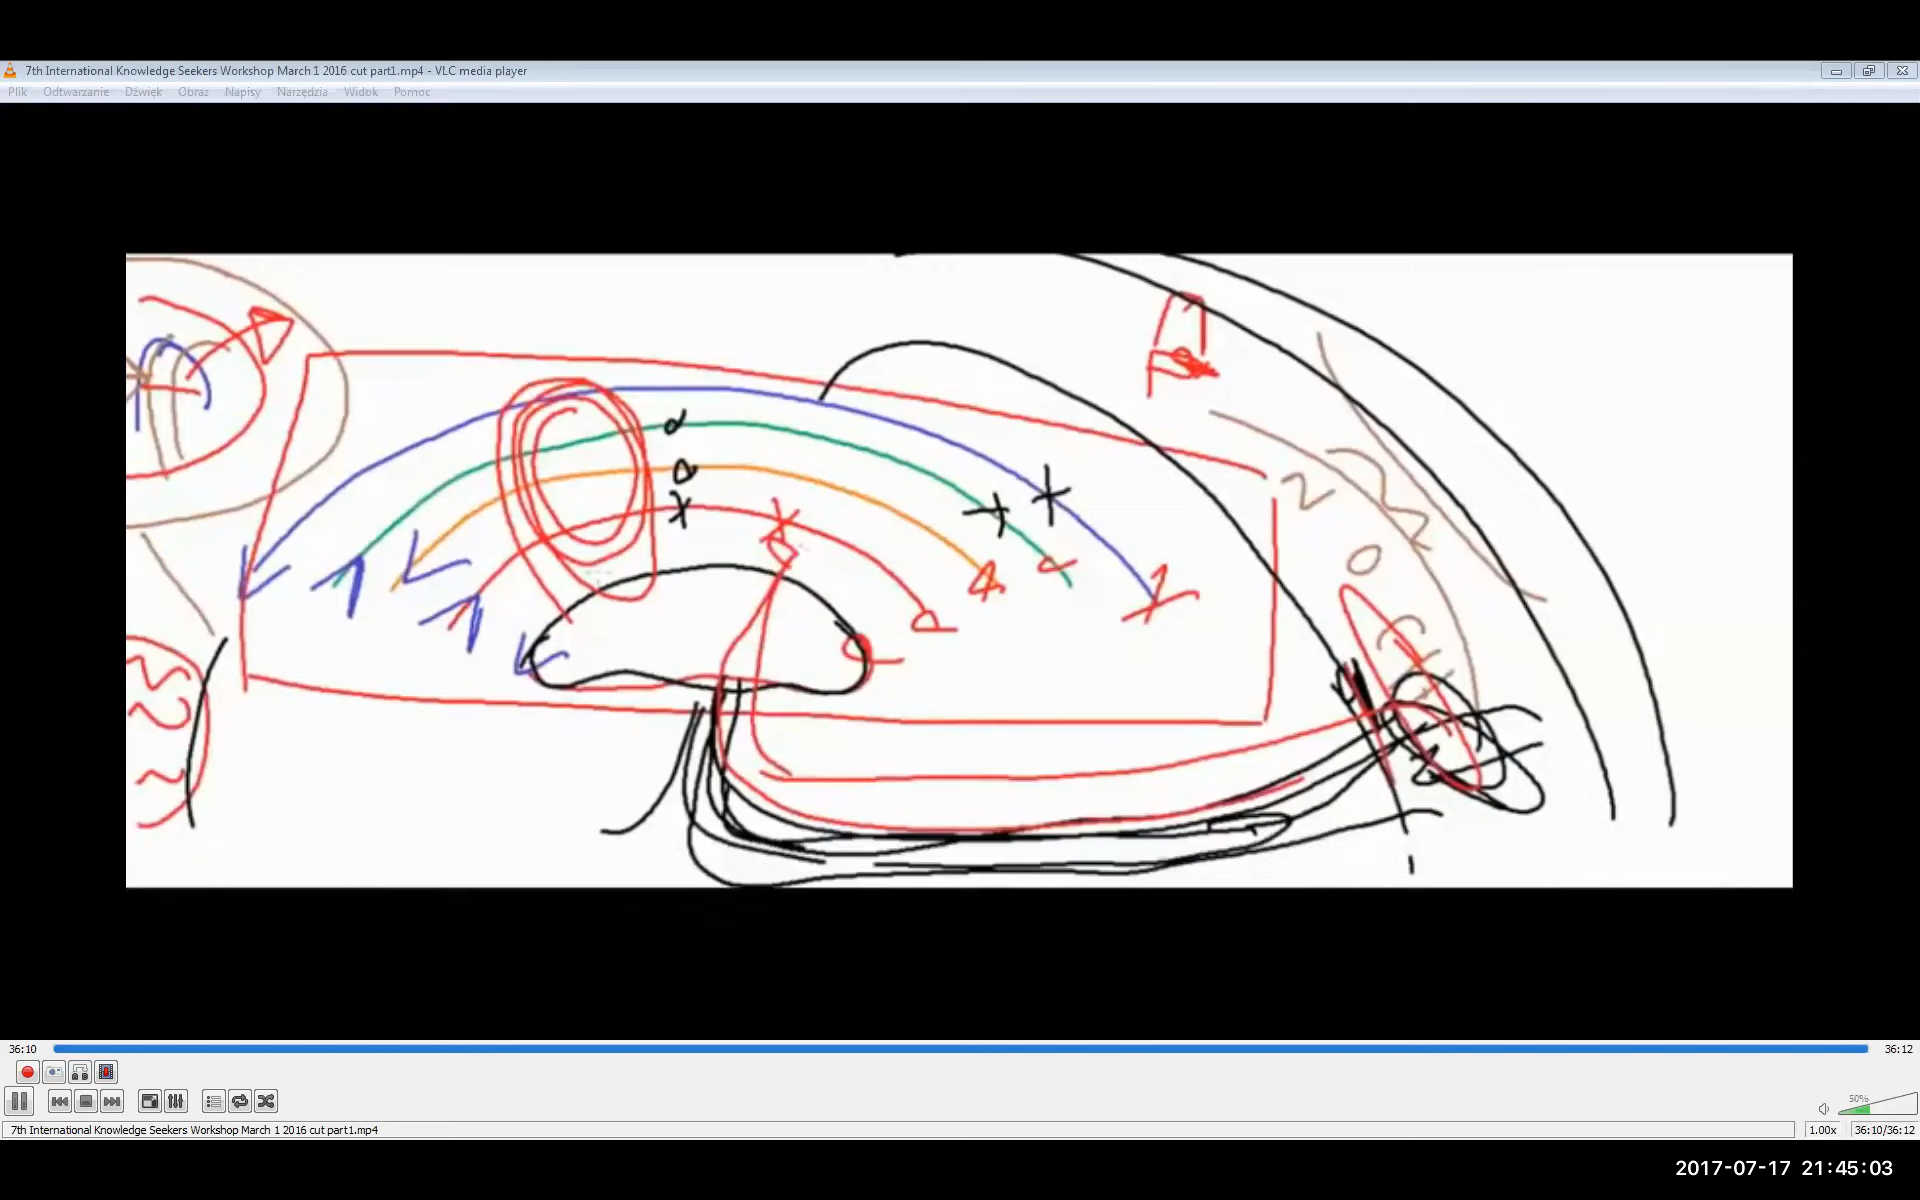 7th International Knowledge Seekers Workshop March 1 2016 cut part1.mp4 - VLC media player
Plik Odtwarzanie Dźwięk Obraz Napisy Narzędzia Widok Pomoc
36:10 36:12
50%
7th International Knowledge Seekers Workshop March 1 2016 cut part1.mp4 1.00x 36:10/36:12
2017-07-17 21:45:03